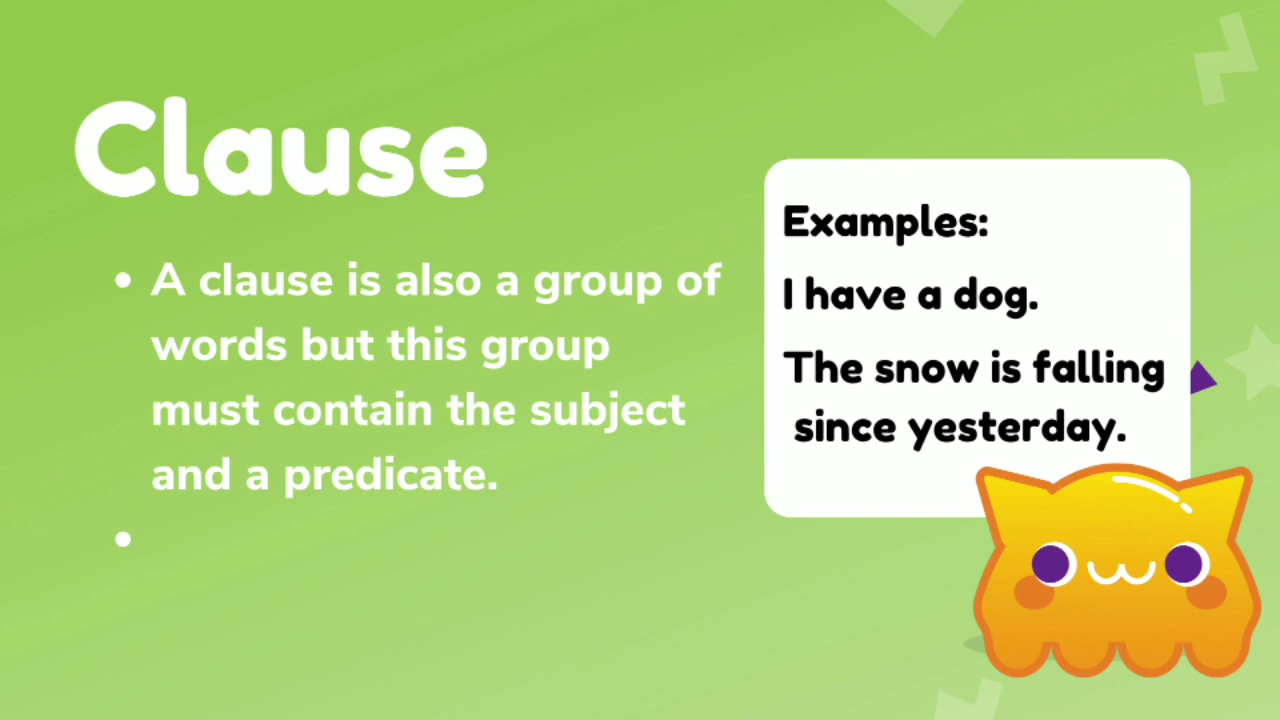 Clause
• A clause is also a group of
words but this group
must contain the subject
and a predicate.
•
Examples:
I have a dog.
The snow is falling
since yesterday.